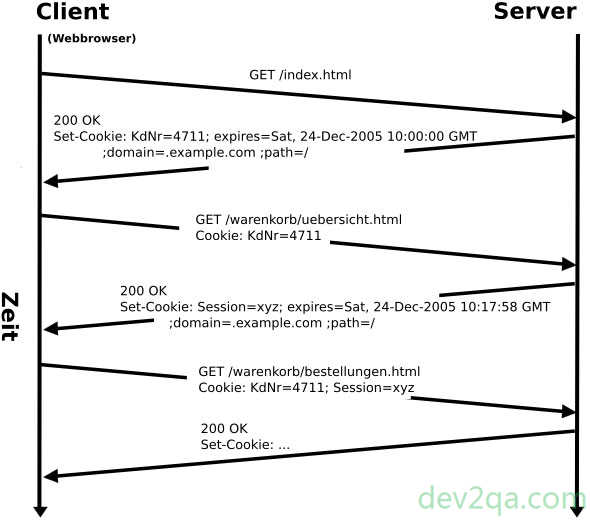 Client
Server
(Webbrowser)
GET /index.html
200 OK
Set-Cookie: KdNr=4711; expires=Sat, 24-Dec-2005 10:00:00 GMT
;domain=.example.com ;path=/
GET /warenkorb/uebersicht.html
Cookie: KdNr=4711
200 OK
Set-Cookie: Session=xyz; expires=Sat, 24-Dec-2005 10:17:58 GMT
;domain=.example.com ;path=/
Zeit
GET /warenkorb/bestellungen.html
Cookie: KdNr=4711; Session=xyz
200 OK
Set-Cookie: ...
dev2qa.com